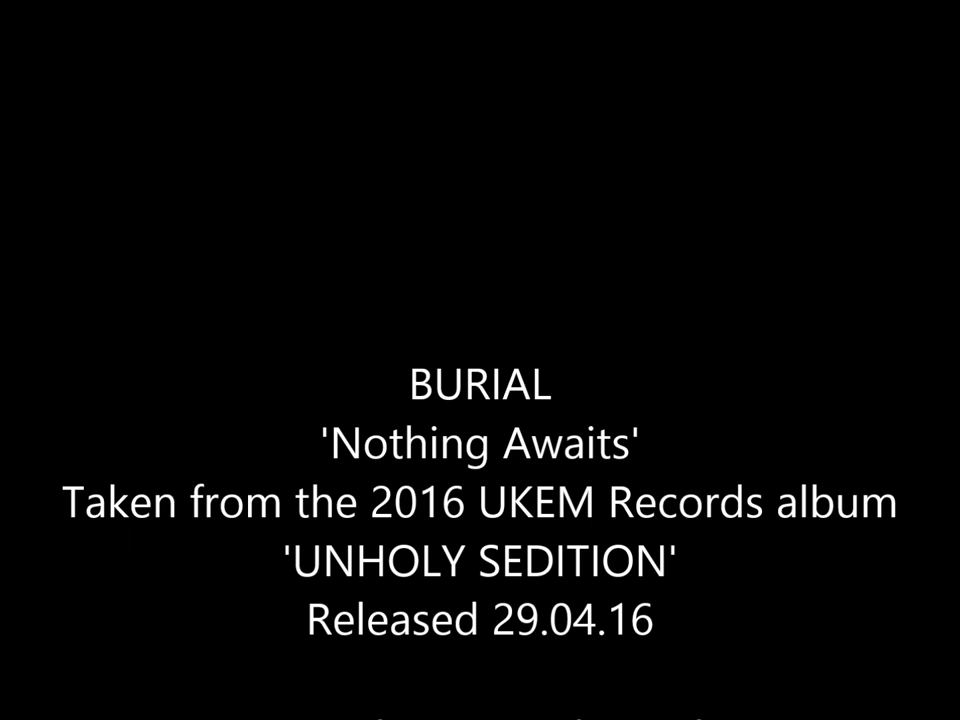 BURIAL
'Nothing Awaits'
Taken from the 2016 UKEM Records album
'UNHOLY SEDITION'
Released 29.04.16